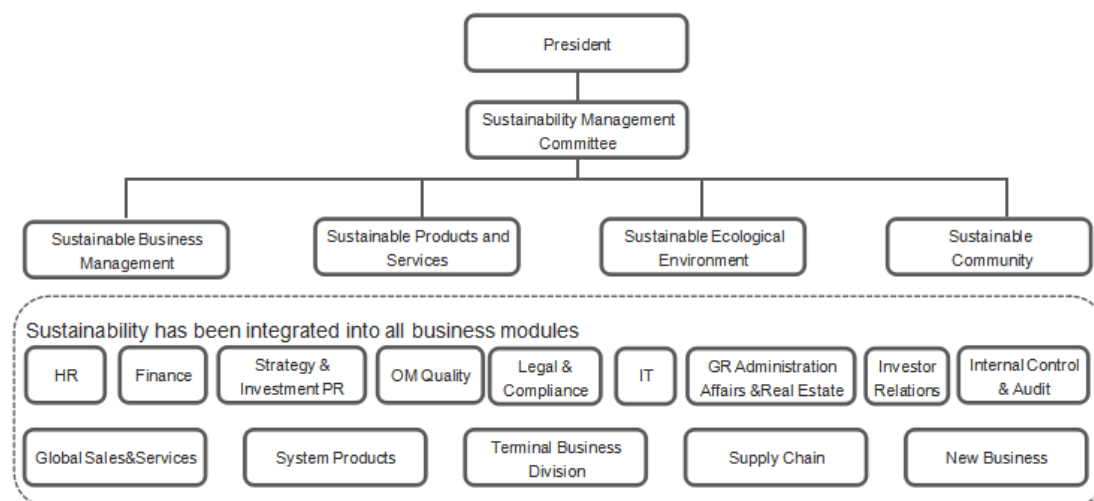 President
Sustainability Management
Committee
Sustainable Business
Management
Sustainable Products and
Services
Sustainable Ecological
Environment
Sustainable
Community
Sustainability has been integrated into all business modules
HR
Finance
Strategy &
Investment PR
OM Quality
Legal &
Compliance
IT
GR Administration
Affairs &Real Estate
Investor
Relations
Internal Control
& Audit
Global Sales&Services
System Products
Terminal Business
Division
Supply Chain
New Business